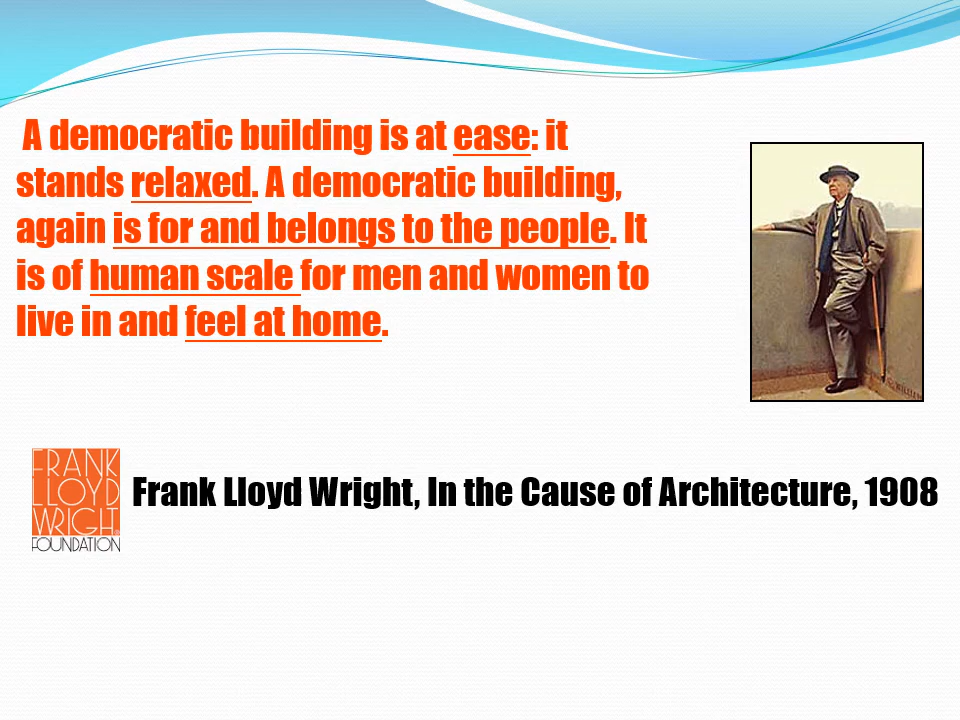 A democratic building is at ease: it
stands relaxed. A democratic building,
again is for and belongs to the people. It
is of human scale for men and women to
live in and feel at home.
FRANK
LLOYD
WRIGHT
FOUNDATION
Frank Lloyd Wright, In the Cause of Architecture, 1908